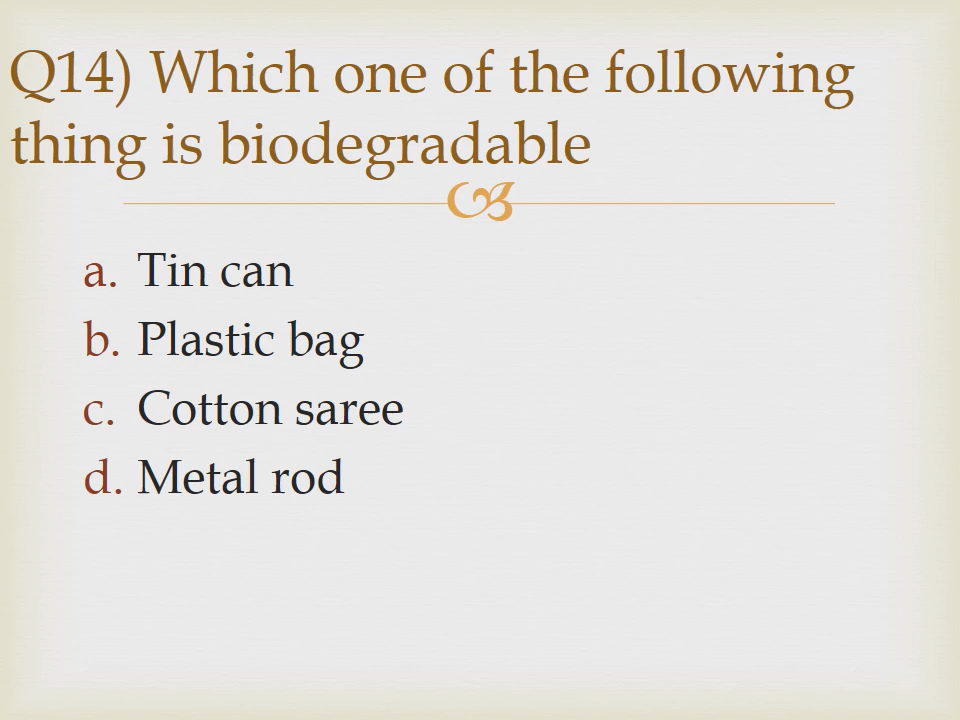 Q14) Which one of the following
thing is biodegradable
a. Tin can
b. Plastic bag
c. Cotton saree
d. Metal rod